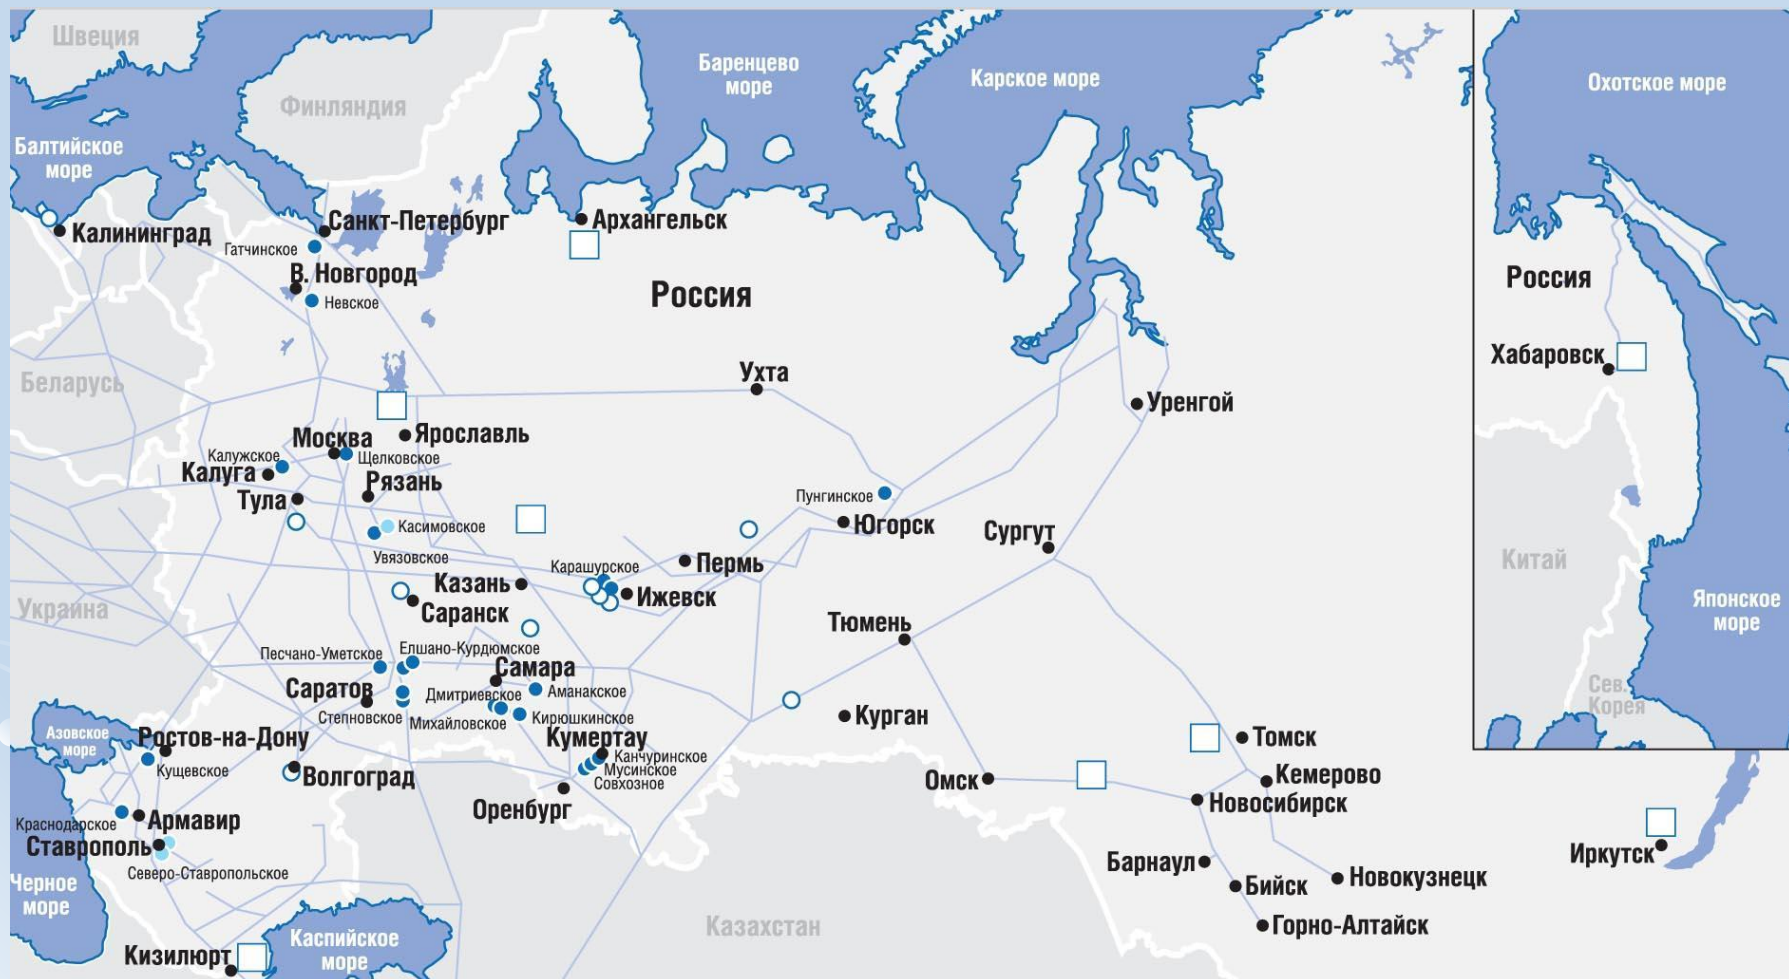 Швеция
Финляндия
Баренцево
море
Карское море
Охотское море
Балтийское
море
Калининград
Санкт-Петербург
Архангельск
Гатчинское
В. Новгород
Невское
Россия
Россия
Хабаровск
Беларусь
Ухта
Уренгой
Москва
Ярославль
Калужское
Щелковское
Калуга
Рязань
Тула
Пунгинское
Югорск
Касимовское
Увязовское
Сургут
Карашурское
Пермь
Казань
Ижевск
Саранск
Украина
Китай
Японское
море
Тюмень
Песчано-Уметское
Елшано-Курдюмское
Самара
Саратов
Дмитриевское
Аманакское
Степновское
Михайловское
Кирюшкинское
Сев.
Корея
Курган
Азовское
море
Ростов-на-Дону
Кумертау
Канчуринское
Мусинское
Совхозное
Кущевское
Волгоград
Оренбург
Томск
Омск
Кемерово
Новосибирск
Краснодарское
Армавир
Ставрополь
Северо-Ставропольское
Барнаул
Бийск
Новокузнецк
Иркутск
Черное
море
Казахстан
Горно-Алтайск
Каспийское
море
Кизилюрт